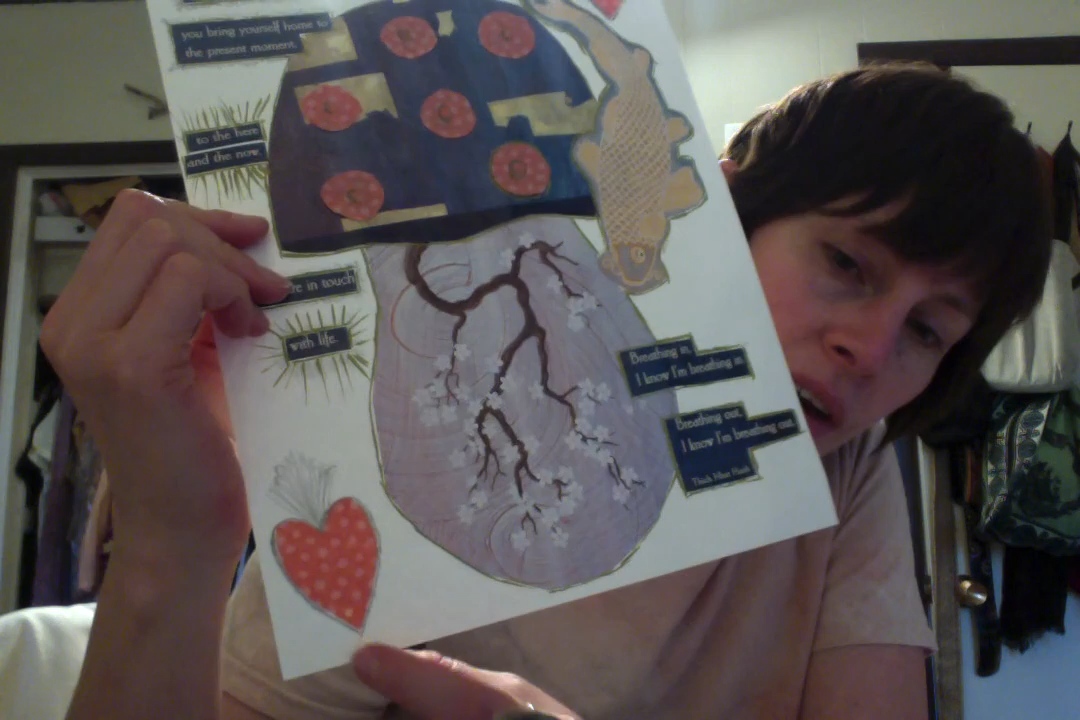 you bring yourself home to
the present moment.
to the here
and the now.
re in touch
with life.
Breathing in,
I know I'm breathing in.
Breathing out,
I know I'm breathing out.
Thich Nhat Hanh